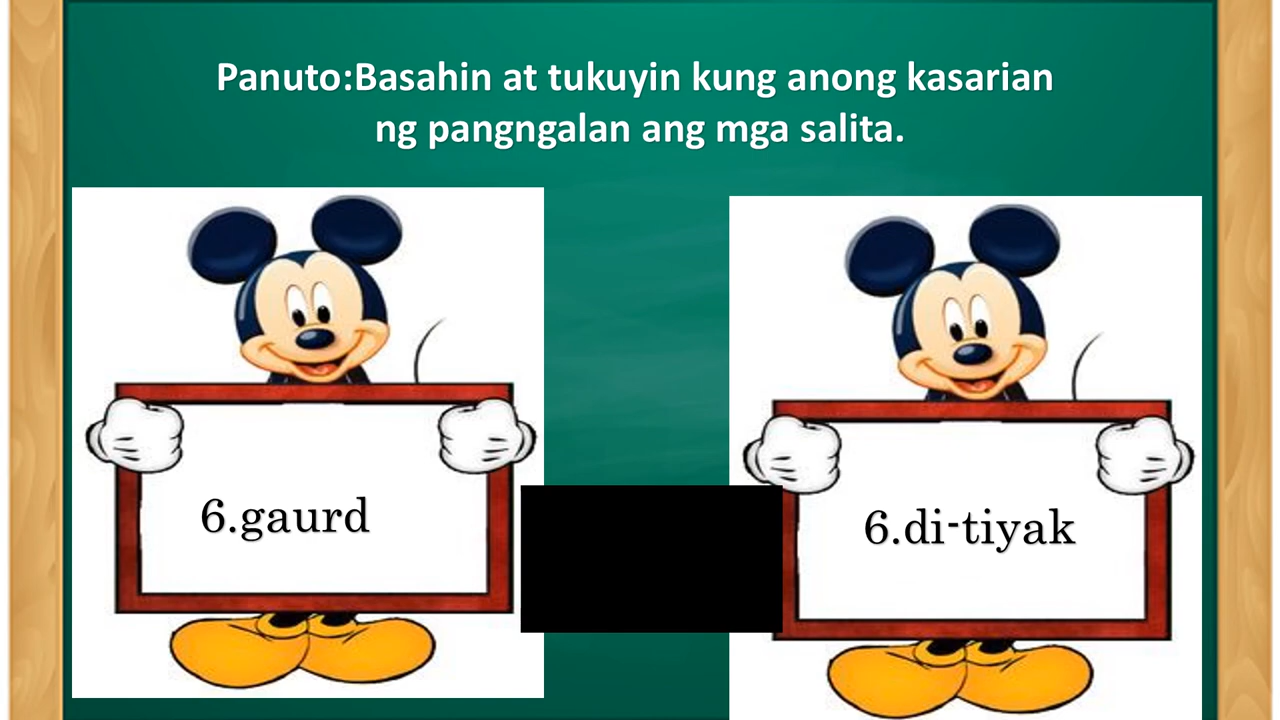 Panuto:Basahin at tukuyin kung anong kasarian
ng pangngalan ang mga salita.
6.gaurd
6.di-tiyak